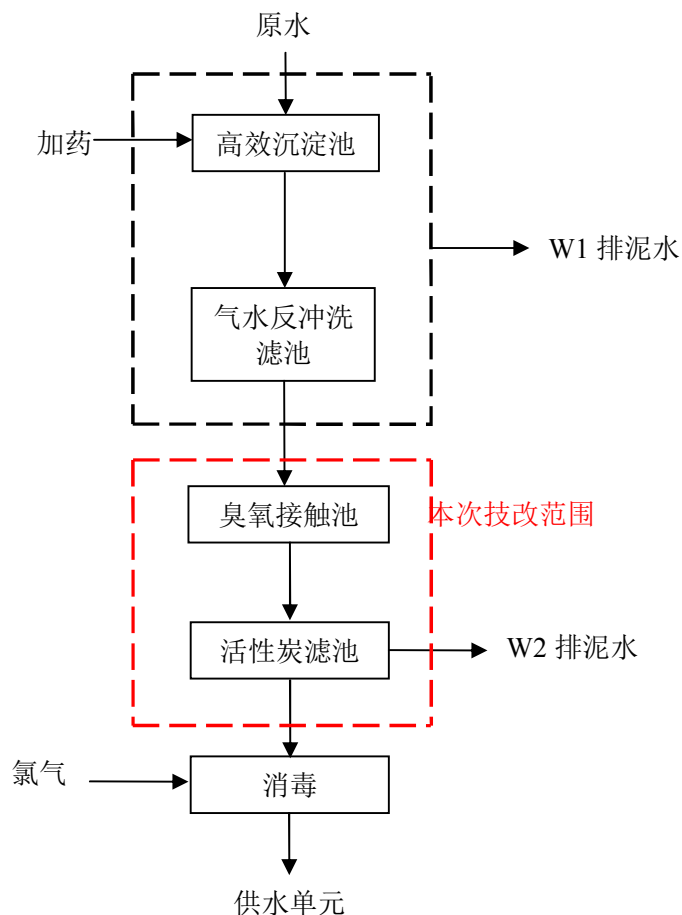 原水
加药
高效沉淀池
W1 排泥水
气水反冲洗
滤池
臭氧接触池
本次技改范围
活性炭滤池
W2 排泥水
氯气
消毒
供水单元